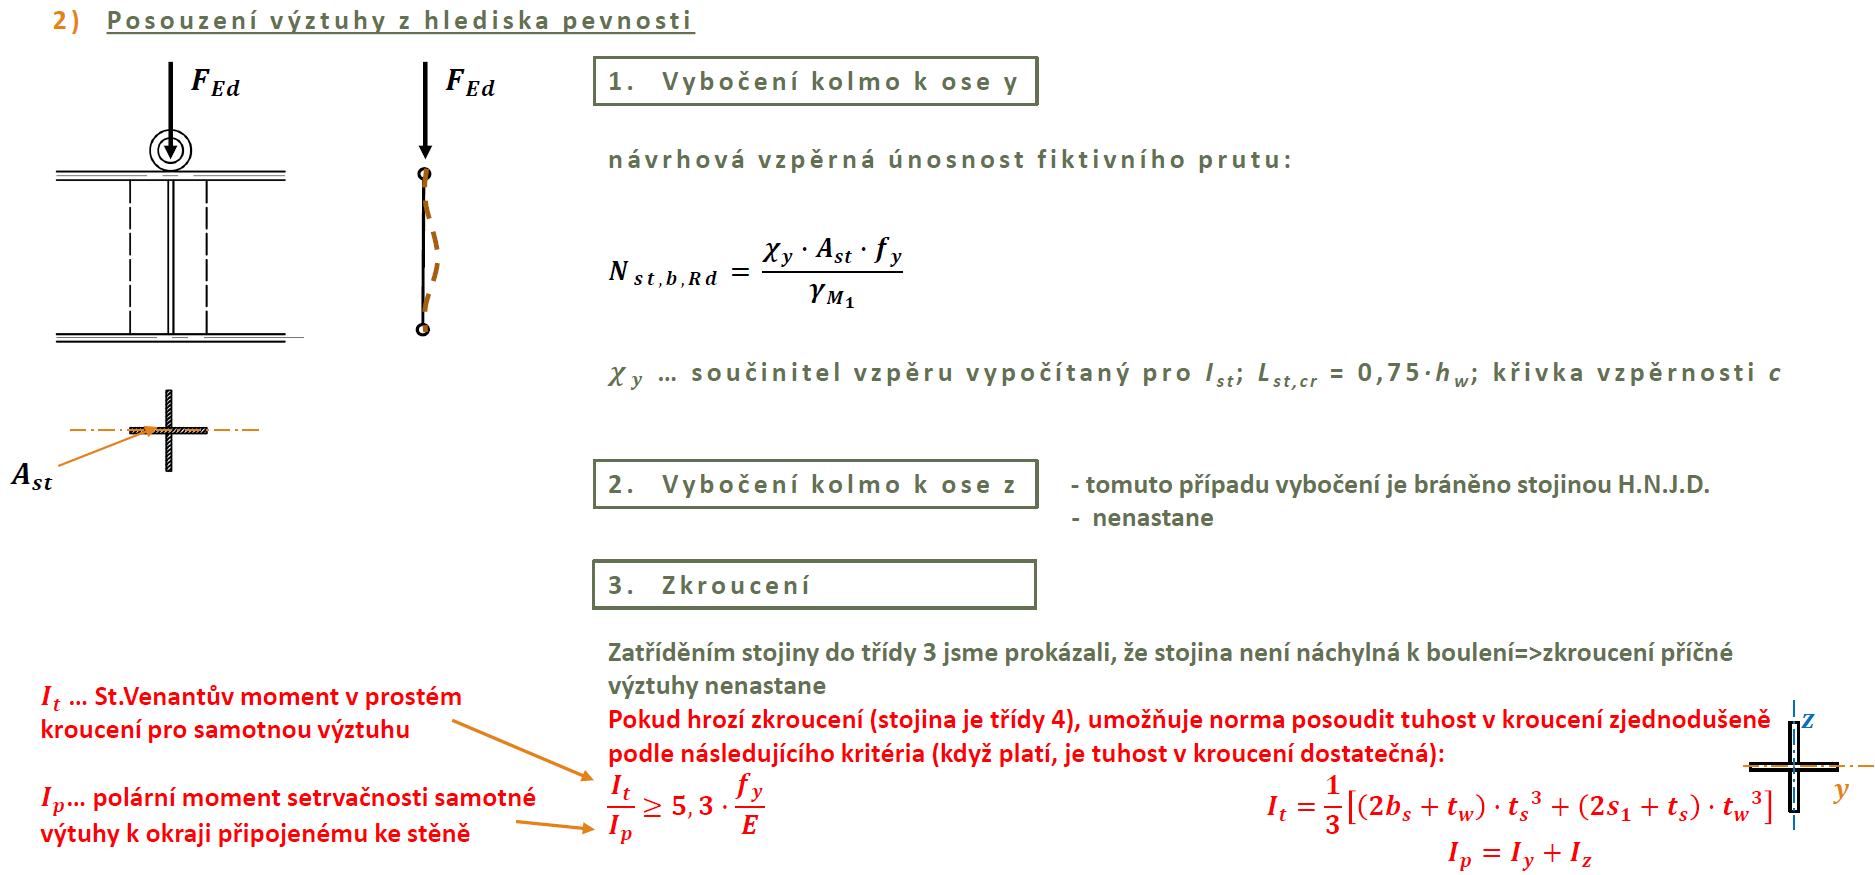 2) Posouzení výztuhy z hlediska pevnosti
F_Ed
F_Ed
A_st
1. Vybočení kolmo k ose y
návrhová vzpěrná únosnost fiktivního prutu:
N_st,b,Rd = (χ_y · A_st · f_y) / γ_M1
χ_y … součinitel vzpěru vypočítaný pro I_st; L_st,cr = 0,75·h_w; křivka vzpěrnosti c
2. Vybočení kolmo k ose z
- tomuto případu vybočení je bráněno stojinou H.N.J.D.
- nenastane
3. Zkroucení
Zatříděním stojiny do třídy 3 jsme prokázali, že stojina není náchylná k boulení=>zkroucení příčné
výztuhy nenastane
Pokud hrozí zkroucení (stojina je třídy 4), umožňuje norma posoudit tuhost v kroucení zjednodušeně
podle následujícího kritéria (když platí, je tuhost v kroucení dostatečná):
I_t … St.Venantův moment v prostém
kroucení pro samotnou výztuhu
I_p… polární moment setrvačnosti samotné
výtuhy k okraji připojenému ke stěně
I_t / I_p ≥ 5,3 · f_y / E
I_t = 1/3 [(2b_s + t_w) · t_s³ + (2s_1 + t_s) · t_w³]
I_p = I_y + I_z
z
y